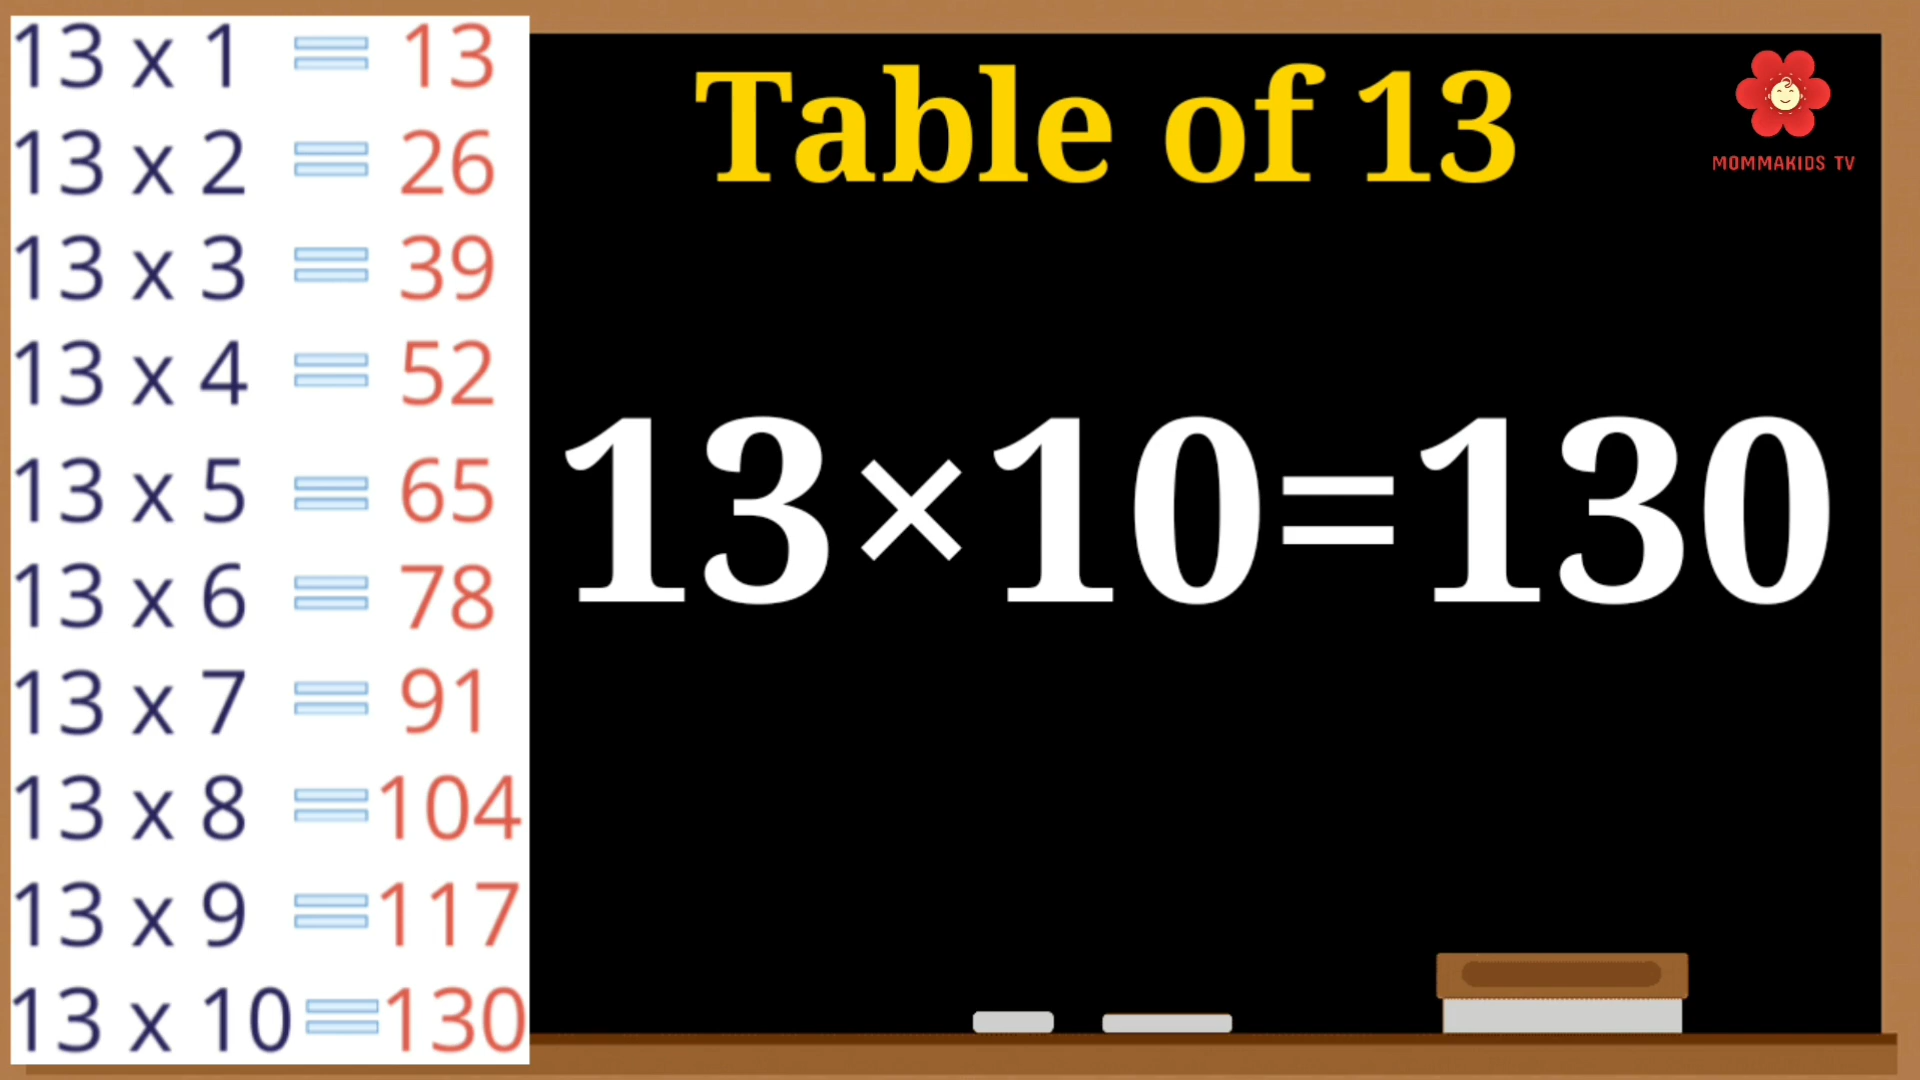 13 x 1 = 13
13 x 2 = 26
13 x 3 = 39
13 x 4 = 52
13 x 5 = 65
13 x 6 = 78
13 x 7 = 91
13 x 8 = 104
13 x 9 = 117
13 x 10 = 130
Table of 13
MOMMAKIDS TV
13×10=130